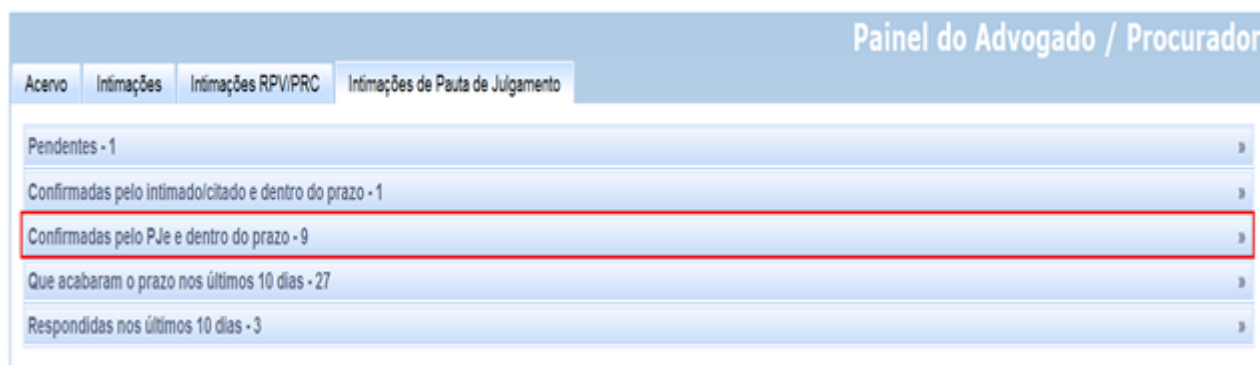 Painel do Advogado / Procurador
Acervo Intimações Intimações RPV/PRC Intimações de Pauta de Julgamento
Pendentes - 1 »
Confirmadas pelo intimado/citado e dentro do prazo - 1 »
Confirmadas pelo PJe e dentro do prazo - 9 »
Que acabaram o prazo nos últimos 10 dias - 27 »
Respondidas nos últimos 10 dias - 3 »